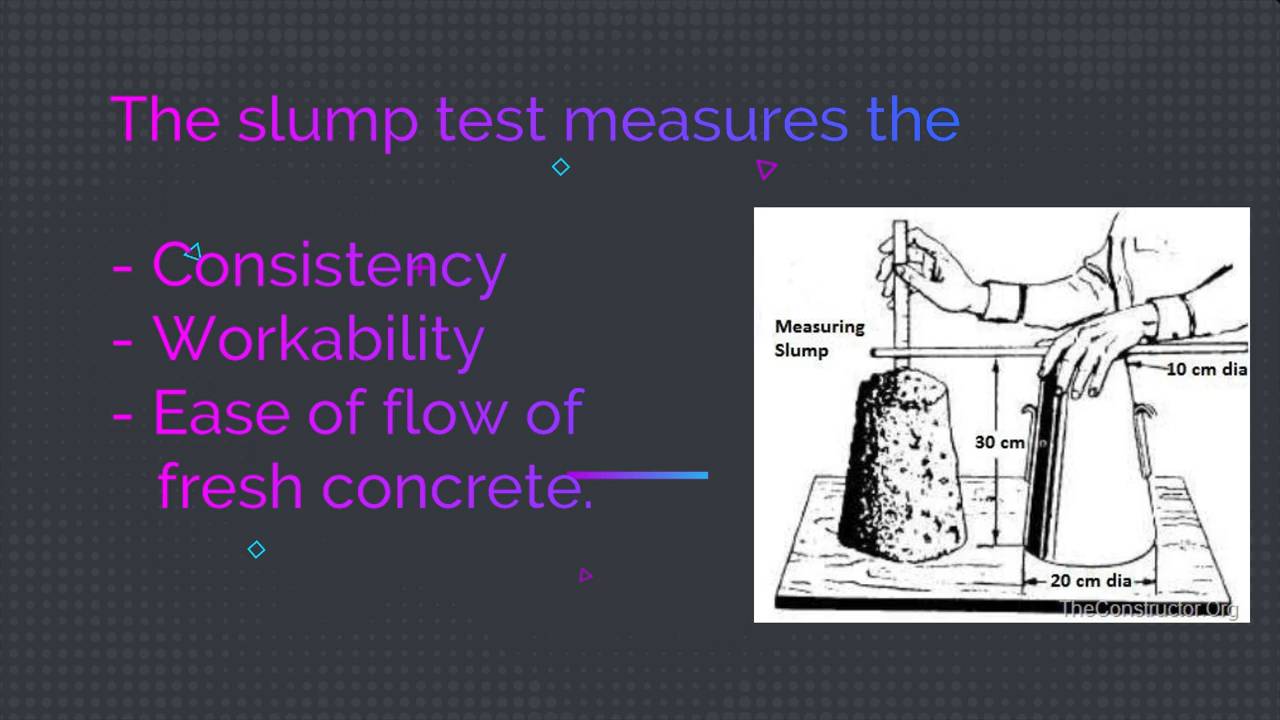 The slump test measures the
- Consistency
- Workability
- Ease of flow of
fresh concrete.
Measuring
Slump
10 cm dia
30 cm
20 cm dia
TheConstructor.Org